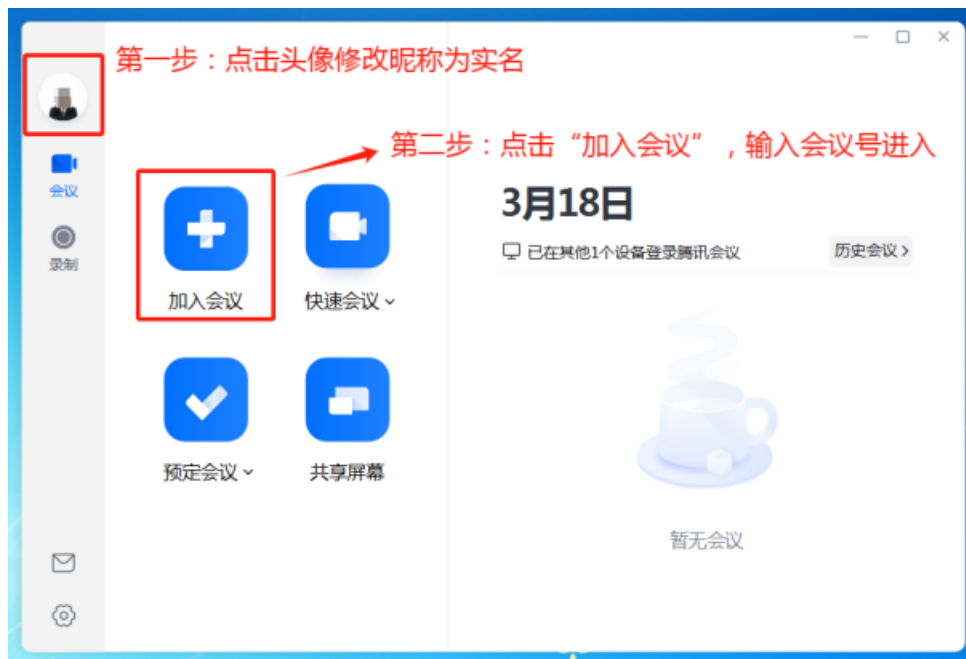 第一步：点击头像修改昵称为实名
第二步：点击“加入会议”，输入会议号进入
会议
录制
加入会议
快速会议
预定会议
共享屏幕
3月18日
已在其他1个设备登录腾讯会议
历史会议
暂无会议